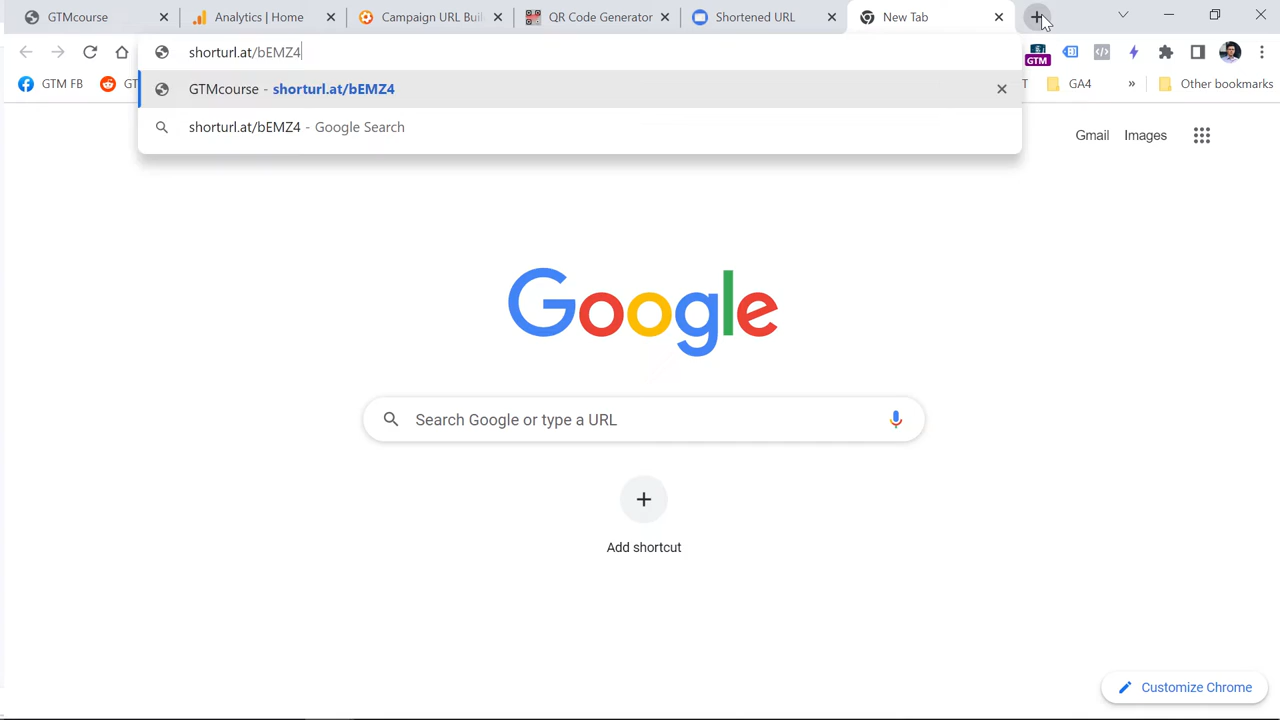 GTMcourse
Analytics | Home
Campaign URL Buil
QR Code Generator
Shortened URL
New Tab
shorturl.at/bEMZ4
GTM
GTM FB
GT
GTMcourse - shorturl.at/bEMZ4
T
GA4
»
Other bookmarks
shorturl.at/bEMZ4 - Google Search
Gmail
Images
Google
Search Google or type a URL
Add shortcut
Customize Chrome